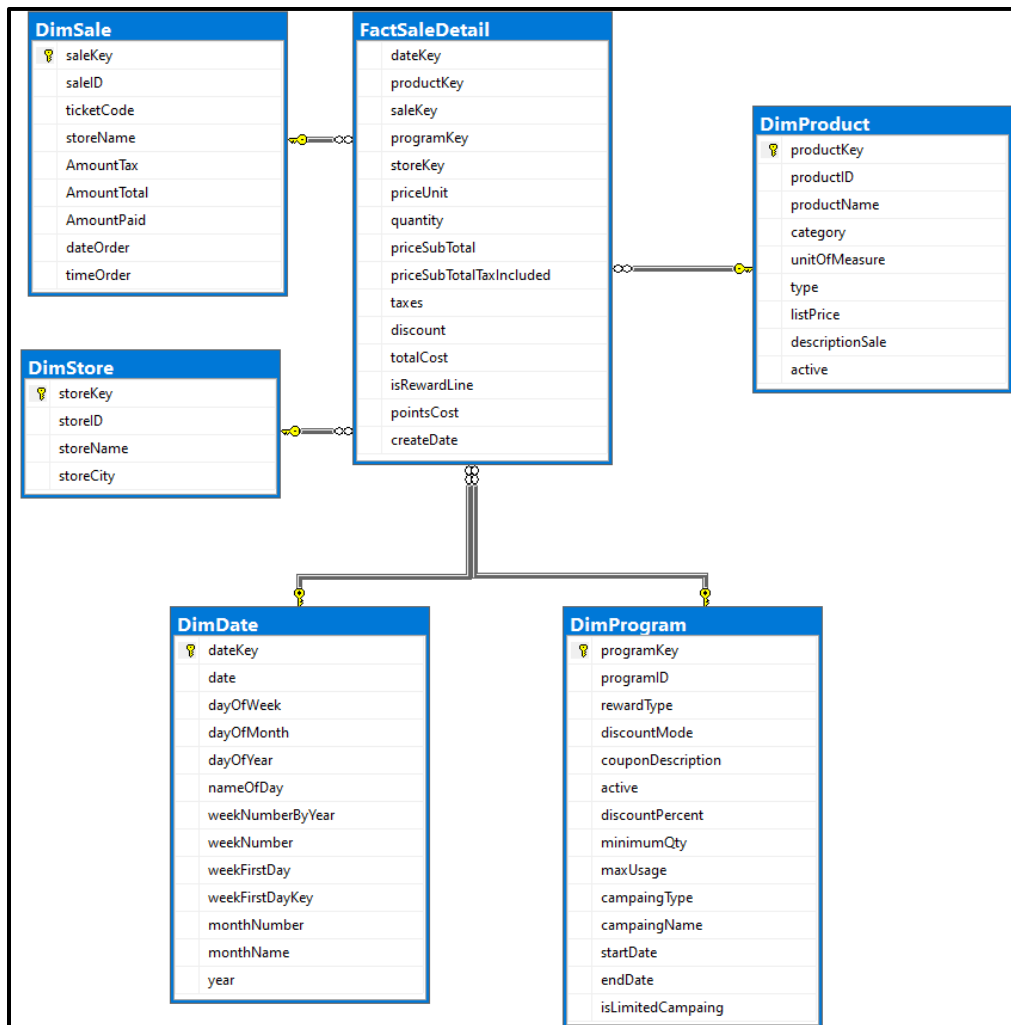 DimSale
saleKey
saleID
ticketCode
storeName
AmountTax
AmountTotal
AmountPaid
dateOrder
timeOrder
FactSaleDetail
dateKey
productKey
saleKey
programKey
storeKey
priceUnit
quantity
priceSubTotal
priceSubTotalTaxIncluded
taxes
discount
totalCost
isRewardLine
pointsCost
createDate
DimProduct
productKey
productID
productName
category
unitOfMeasure
type
listPrice
descriptionSale
active
DimStore
storeKey
storeID
storeName
storeCity
DimDate
dateKey
date
dayOfWeek
dayOfMonth
dayOfYear
nameOfDay
weekNumberByYear
weekNumber
weekFirstDay
weekFirstDayKey
monthNumber
monthName
year
DimProgram
programKey
programID
rewardType
discountMode
couponDescription
active
discountPercent
minimumQty
maxUsage
campaingType
campaingName
startDate
endDate
isLimitedCampaing